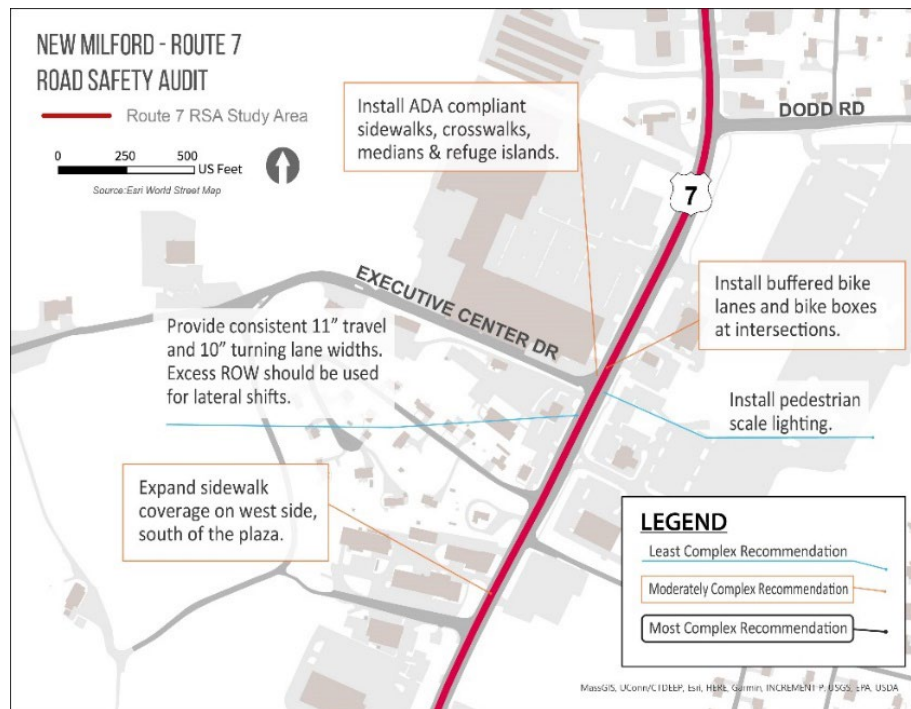 NEW MILFORD - ROUTE 7
ROAD SAFETY AUDIT
Route 7 RSA Study Area
0 250 500
US Feet
Source:Esri World Street Map
Install ADA compliant
sidewalks, crosswalks,
medians & refuge islands.
DODD RD
7
EXECUTIVE CENTER DR
Install buffered bike
lanes and bike boxes
at intersections.
Provide consistent 11” travel
and 10” turning lane widths.
Excess ROW should be used
for lateral shifts.
Install pedestrian
scale lighting.
Expand sidewalk
coverage on west side,
south of the plaza.
LEGEND
Least Complex Recommendation
Moderately Complex Recommendation
Most Complex Recommendation
MassGIS, UConn/CTDEEP, Esri, HERE, Garmin, INCREMENT P, USGS, EPA, USDA